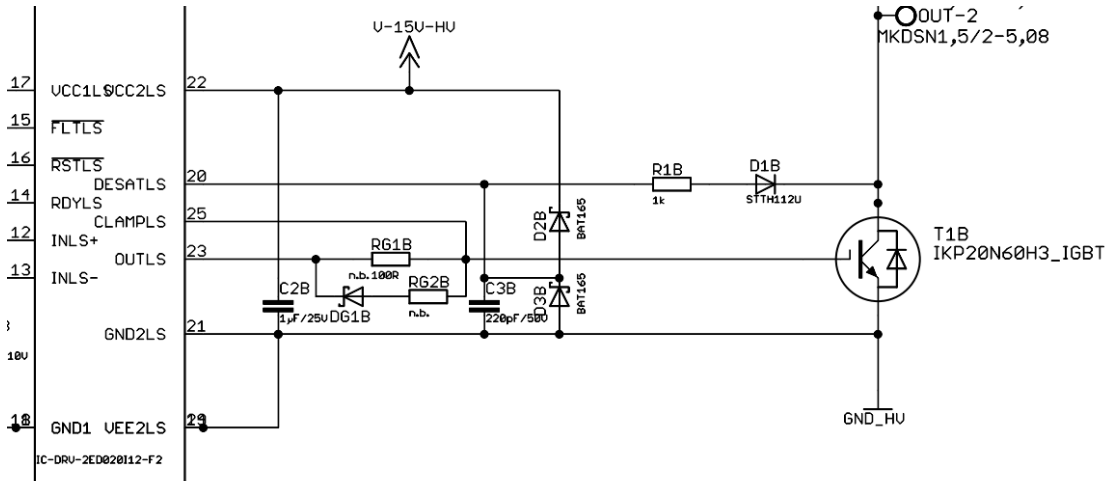 OUT-2
MKDSN1,5/2-5,08
V-15V-HV
17 VCC1LS VCC2LS 22
15 FLTLS
16 RSTLS
DESATLS 20
R1B
1k
D1B
STTH112U
14 RDYLS
CLAMPLS 25
D2B
BAT165
12 INLS+
OUTLS 23
RG1B
n.b.100R
T1B
IKP20N60H3_IGBT
13 INLS-
RG2B
n.b.
DG1B
C2B
1µF/25V
C3B
220pF/50V
D3B
BAT165
GND2LS 21
10V
GND_HV
GND1 VEE2LS
IC-DRV-2ED020I12-F2